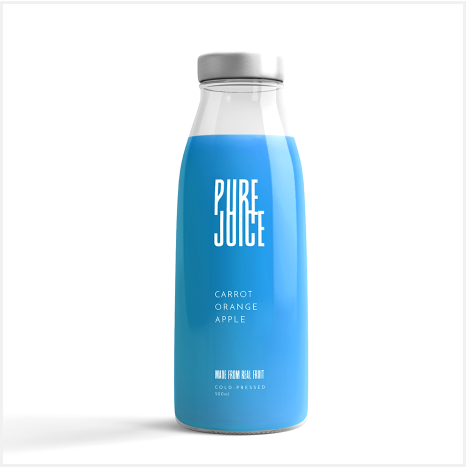 PURE
JUICE
CARROT
ORANGE
APPLE
MADE FROM REAL FRUIT
COLD PRESSED
500ml